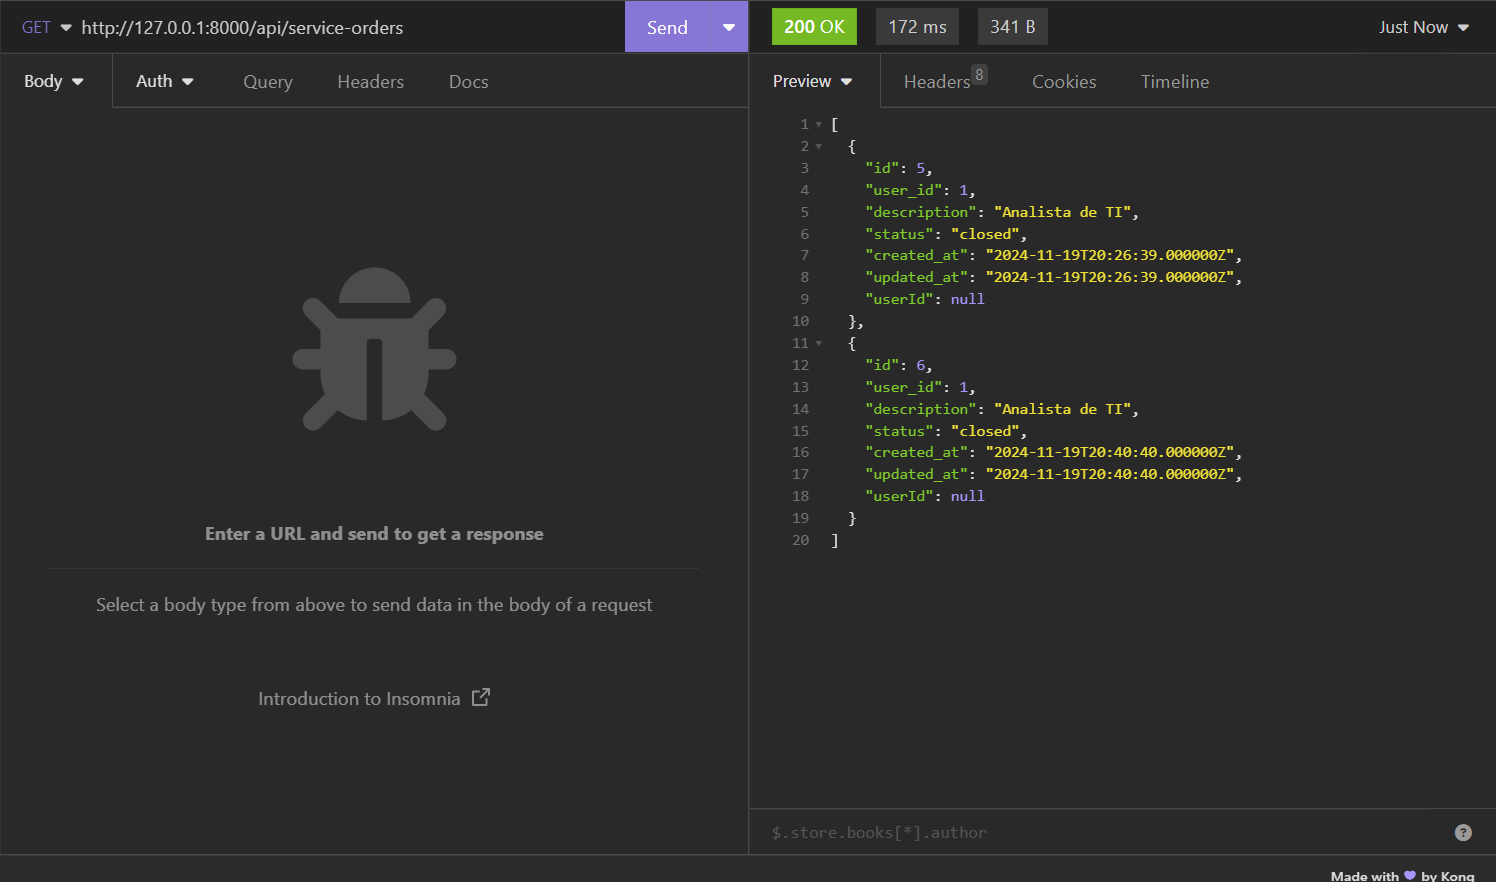 GET http://127.0.0.1:8000/api/service-orders Send
200 OK 172 ms 341 B Just Now
Body Auth Query Headers Docs
Preview Headers 8 Cookies Timeline
Enter a URL and send to get a response
Select a body type from above to send data in the body of a request
Introduction to Insomnia
1 [
2 {
3 "id": 5,
4 "user_id": 1,
5 "description": "Analista de TI",
6 "status": "closed",
7 "created_at": "2024-11-19T20:26:39.000000Z",
8 "updated_at": "2024-11-19T20:26:39.000000Z",
9 "userId": null
10 },
11 {
12 "id": 6,
13 "user_id": 1,
14 "description": "Analista de TI",
15 "status": "closed",
16 "created_at": "2024-11-19T20:40:40.000000Z",
17 "updated_at": "2024-11-19T20:40:40.000000Z",
18 "userId": null
19 }
20 ]
$.store.books[*].author ?
Made with 💜 by Kong